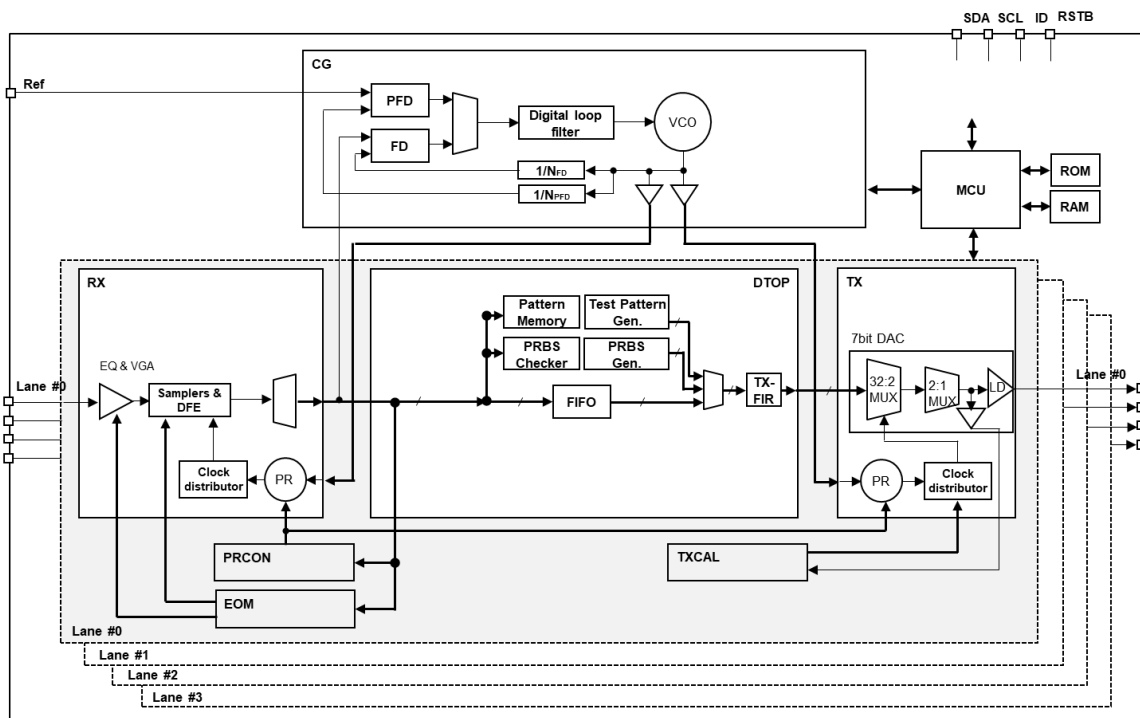 SDA SCL ID RSTB
CG
Ref
PFD
FD
Digital loop
filter
VCO
1/NFD
1/NPFD
MCU
ROM
RAM
RX
DTOP
TX
Pattern
Memory
Test Pattern
Gen.
PRBS
Checker
PRBS
Gen.
7bit DAC
EQ & VGA
Lane #0
Samplers &
DFE
FIFO
TX-
FIR
32:2
MUX
2:1
MUX
LD
Lane #0
Clock
distributor
PR
PR
Clock
distributor
PRCON
TXCAL
EOM
Lane #0
Lane #1
Lane #2
Lane #3